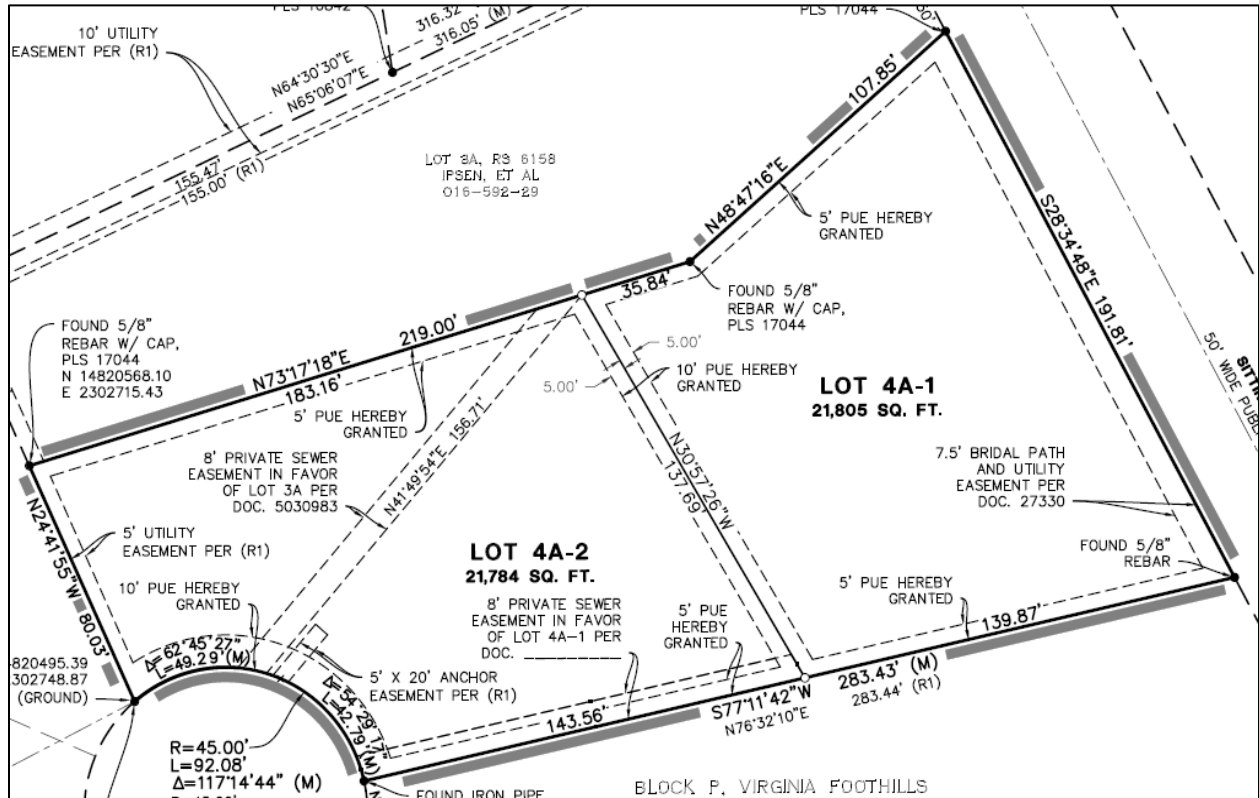 PLS 17044
10' UTILITY
EASEMENT PER (R1)
316.32'
316.05' (M)
N64°30'30"E
N65°06'07"E
155.47'
155.00' (R1)
LOT 3A, RS 6158
IPSEN, ET AL
016-592-29
107.85'
N48°47'16"E
5' PUE HEREBY
GRANTED
S28°34'48"E 191.81'
50' WIDE PUBL
35.84'
FOUND 5/8"
REBAR W/ CAP,
PLS 17044
FOUND 5/8"
REBAR W/ CAP,
PLS 17044
N 14820568.10
E 2302715.43
219.00'
N73°17'18"E
183.16'
5' PUE HEREBY
GRANTED
5.00'
5.00'
10' PUE HEREBY
GRANTED
LOT 4A-1
21,805 SQ. FT.
8' PRIVATE SEWER
EASEMENT IN FAVOR
OF LOT 3A PER
DOC. 5030983
N41°49'54"E 156.71'
N30°57'26"W
137.69'
7.5' BRIDAL PATH
AND UTILITY
EASEMENT PER
DOC. 27330
N24°41'55"W 80.03'
5' UTILITY
EASEMENT PER (R1)
LOT 4A-2
21,784 SQ. FT.
FOUND 5/8"
REBAR
10' PUE HEREBY
GRANTED
8' PRIVATE SEWER
EASEMENT IN FAVOR
OF LOT 4A-1 PER
DOC. __________
5' PUE
HEREBY
GRANTED
5' PUE HEREBY
GRANTED
139.87'
Δ=62°45'27"
L=49.29' (M)
820495.39
302748.87
(GROUND)
5' X 20' ANCHOR
EASEMENT PER (R1)
Δ=54°29'17"
L=42.79' (M)
143.56'
S77°11'42"W
N76°32'10"E
283.43' (M)
283.44' (R1)
R=45.00'
L=92.08'
Δ=117°14'44" (M)
FOUND IRON PIPE
BLOCK P, VIRGINIA FOOTHILLS